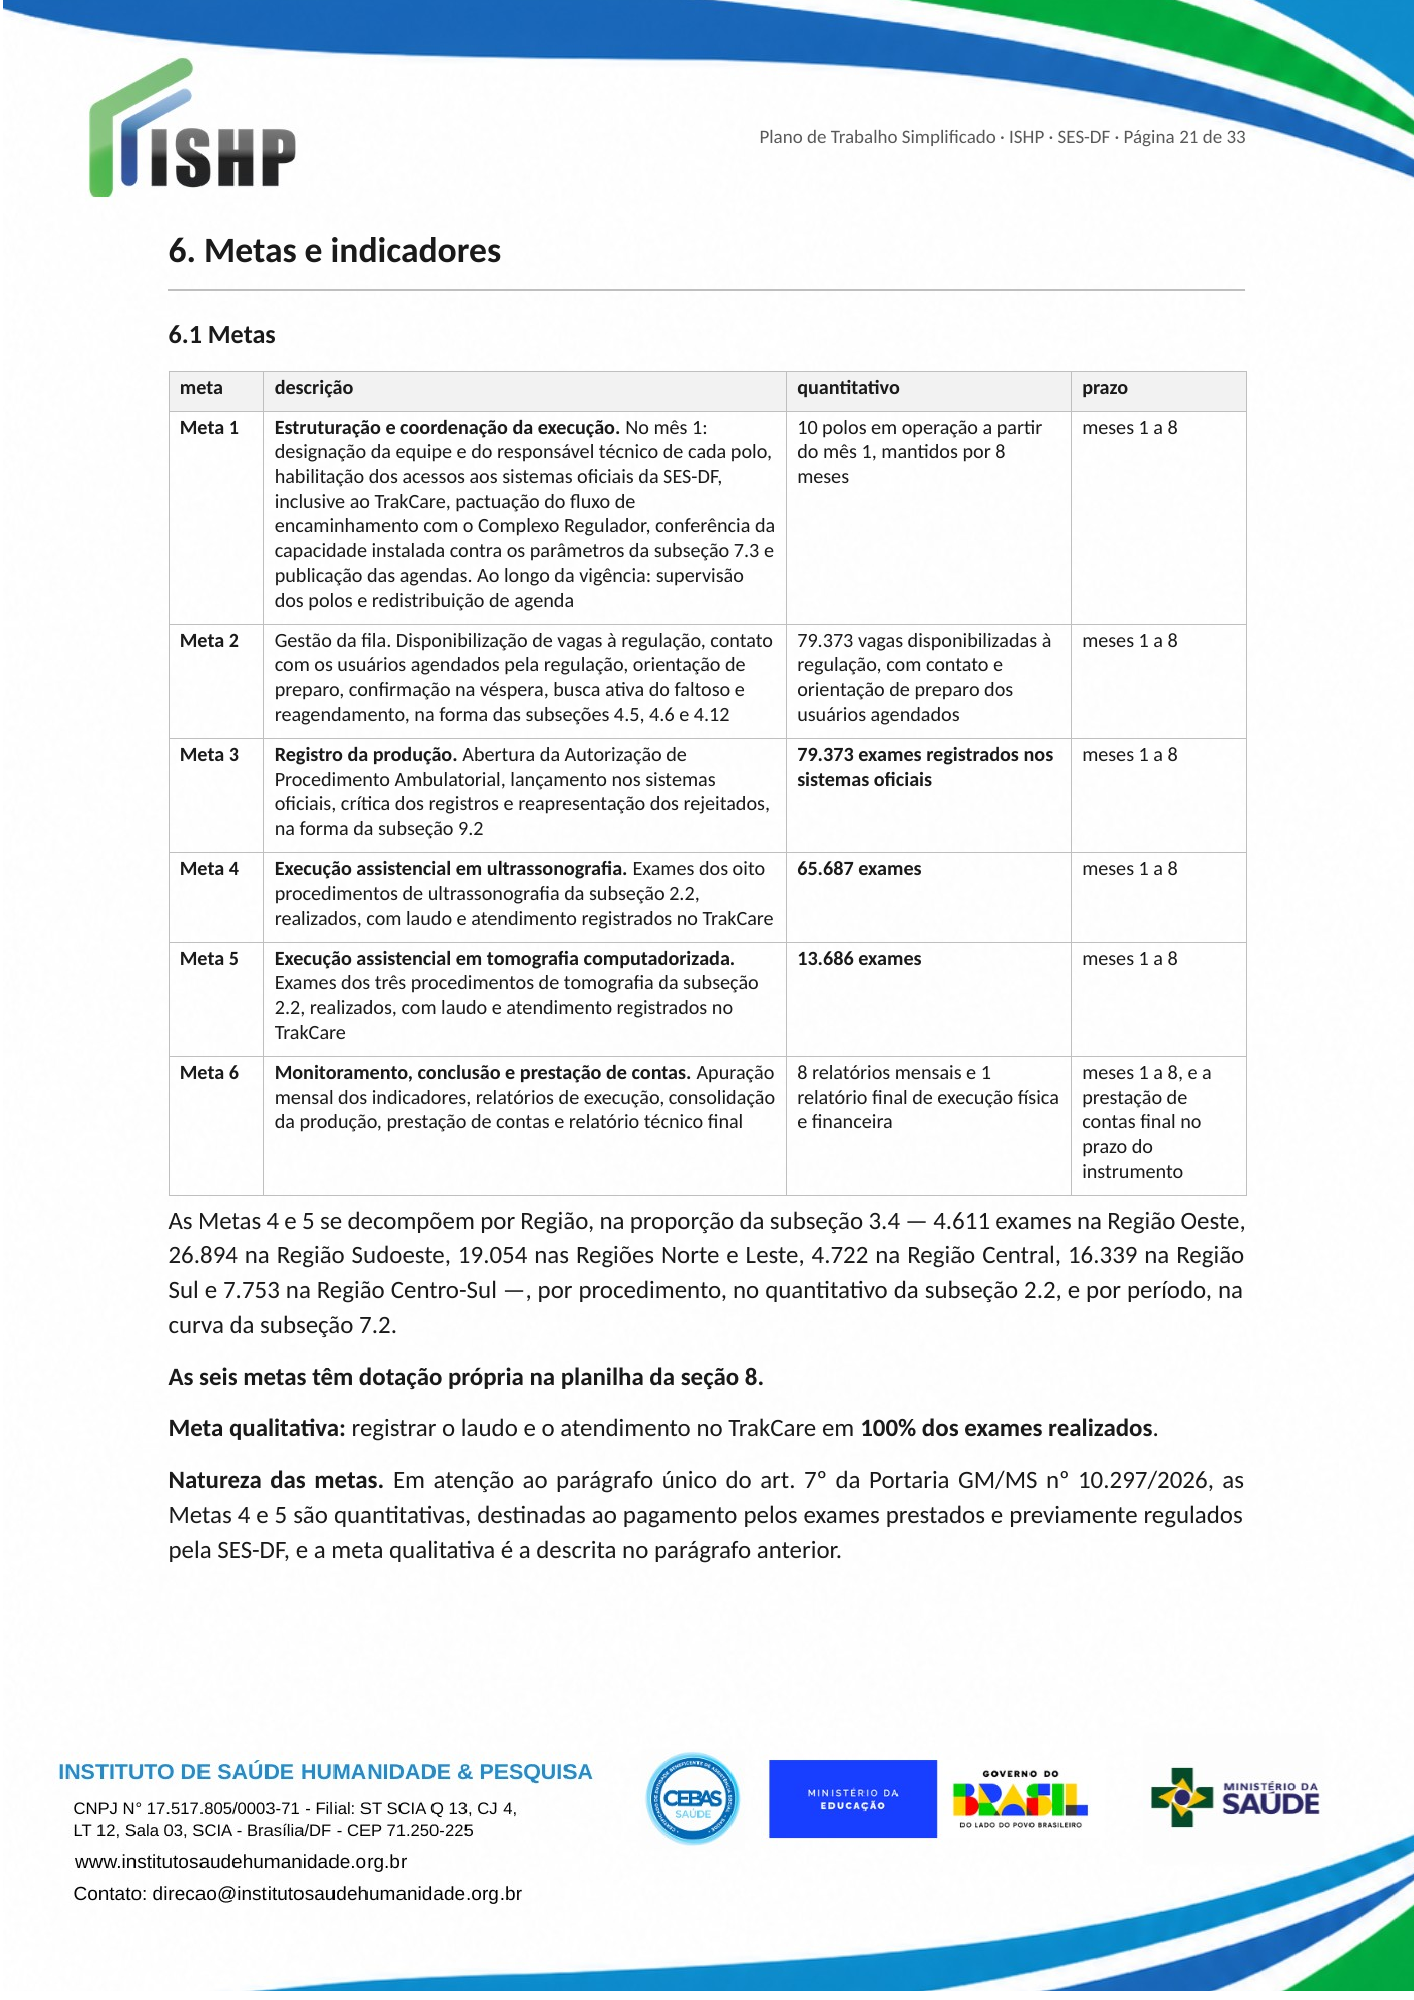 ISHP
Plano de Trabalho Simplificado · ISHP · SES-DF · Página 21 de 33
6. Metas e indicadores
6.1 Metas
meta descrição quantitativo prazo
Meta 1 Estruturação e coordenação da execução. No mês 1: 10 polos em operação a partir meses 1 a 8
designação da equipe e do responsável técnico de cada polo, do mês 1, mantidos por 8
habilitação dos acessos aos sistemas oficiais da SES-DF, meses
inclusive ao TrakCare, pactuação do fluxo de
encaminhamento com o Complexo Regulador, conferência da
capacidade instalada contra os parâmetros da subseção 7.3 e
publicação das agendas. Ao longo da vigência: supervisão
dos polos e redistribuição de agenda
Meta 2 Gestão da fila. Disponibilização de vagas à regulação, contato 79.373 vagas disponibilizadas à meses 1 a 8
com os usuários agendados pela regulação, orientação de regulação, com contato e
preparo, confirmação na véspera, busca ativa do faltoso e orientação de preparo dos
reagendamento, na forma das subseções 4.5, 4.6 e 4.12 usuários agendados
Meta 3 Registro da produção. Abertura da Autorização de 79.373 exames registrados nos meses 1 a 8
Procedimento Ambulatorial, lançamento nos sistemas sistemas oficiais
oficiais, crítica dos registros e reapresentação dos rejeitados,
na forma da subseção 9.2
Meta 4 Execução assistencial em ultrassonografia. Exames dos oito 65.687 exames meses 1 a 8
procedimentos de ultrassonografia da subseção 2.2,
realizados, com laudo e atendimento registrados no TrakCare
Meta 5 Execução assistencial em tomografia computadorizada. 13.686 exames meses 1 a 8
Exames dos três procedimentos de tomografia da subseção
2.2, realizados, com laudo e atendimento registrados no
TrakCare
Meta 6 Monitoramento, conclusão e prestação de contas. Apuração 8 relatórios mensais e 1 meses 1 a 8, e a
mensal dos indicadores, relatórios de execução, consolidação relatório final de execução física prestação de
da produção, prestação de contas e relatório técnico final e financeira contas final no
prazo do
instrumento
As Metas 4 e 5 se decompõem por Região, na proporção da subseção 3.4 — 4.611 exames na Região Oeste,
26.894 na Região Sudoeste, 19.054 nas Regiões Norte e Leste, 4.722 na Região Central, 16.339 na Região
Sul e 7.753 na Região Centro-Sul —, por procedimento, no quantitativo da subseção 2.2, e por período, na
curva da subseção 7.2.
As seis metas têm dotação própria na planilha da seção 8.
Meta qualitativa: registrar o laudo e o atendimento no TrakCare em 100% dos exames realizados.
Natureza das metas. Em atenção ao parágrafo único do art. 7º da Portaria GM/MS nº 10.297/2026, as
Metas 4 e 5 são quantitativas, destinadas ao pagamento pelos exames prestados e previamente regulados
pela SES-DF, e a meta qualitativa é a descrita no parágrafo anterior.
INSTITUTO DE SAÚDE HUMANIDADE & PESQUISA
CNPJ N° 17.517.805/0003-71 - Filial: ST SCIA Q 13, CJ 4,
LT 12, Sala 03, SCIA - Brasília/DF - CEP 71.250-225
www.institutosaudehumanidade.org.br
Contato: direcao@institutosaudehumanidade.org.br
CEBAS
SAÚDE
MINISTÉRIO DA
EDUCAÇÃO
GOVERNO DO
BRASIL
DO LADO DO POVO BRASILEIRO
MINISTÉRIO DA
SAÚDE